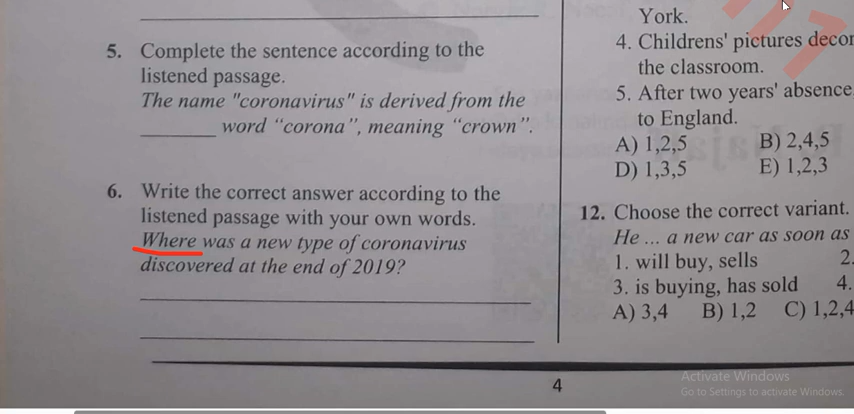 5. Complete the sentence according to the
listened passage.
The name "coronavirus" is derived from the
________ word “corona”, meaning “crown”.
6. Write the correct answer according to the
listened passage with your own words.
Where was a new type of coronavirus
discovered at the end of 2019?
York.
4. Childrens' pictures
the classroom.
5. After two years' absence
to England.
A) 1,2,5 B) 2,4,5
D) 1,3,5 E) 1,2,3
12. Choose the correct variant.
He ... a new car as soon as
1. will buy, sells 2.
3. is buying, has sold 4.
A) 3,4 B) 1,2 C) 1,2,4
4
Activate Windows
Go to Settings to activate Windows.